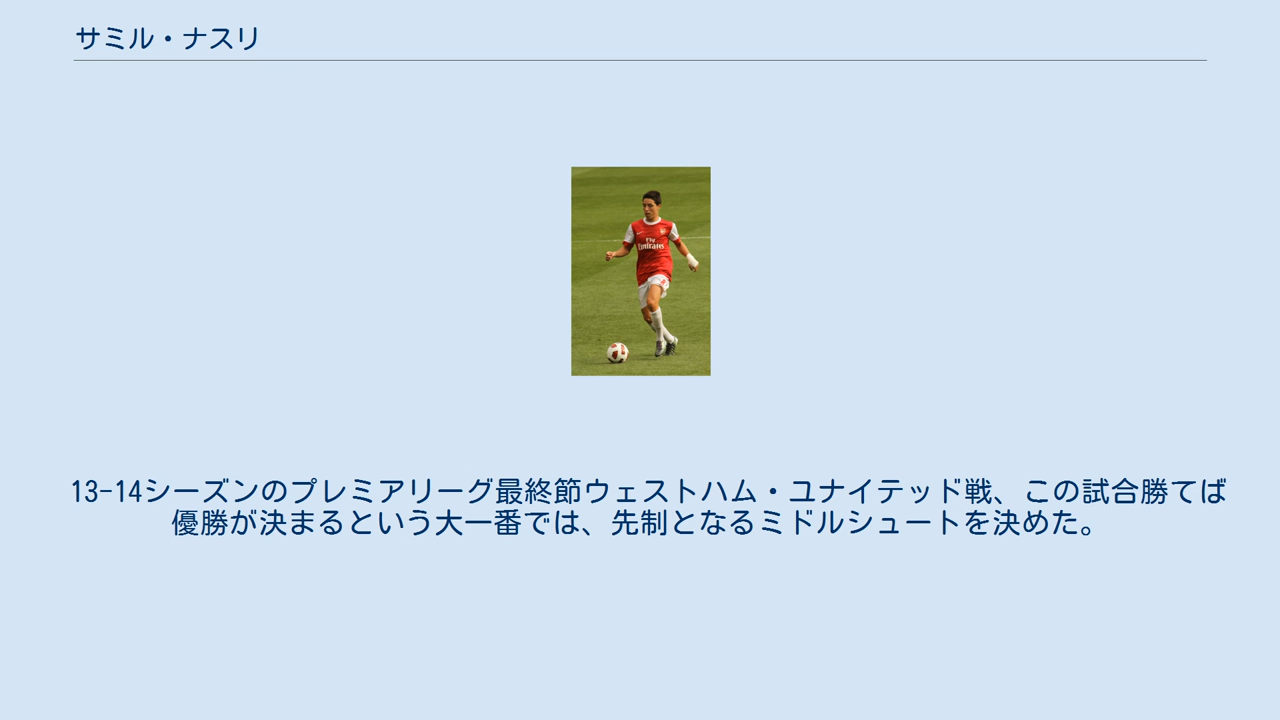 サミル・ナスリ
Fly
Emirates
13-14シーズンのプレミアリーグ最終節ウェストハム・ユナイテッド戦、この試合勝てば
優勝が決まるという大一番では、先制となるミドルシュートを決めた。